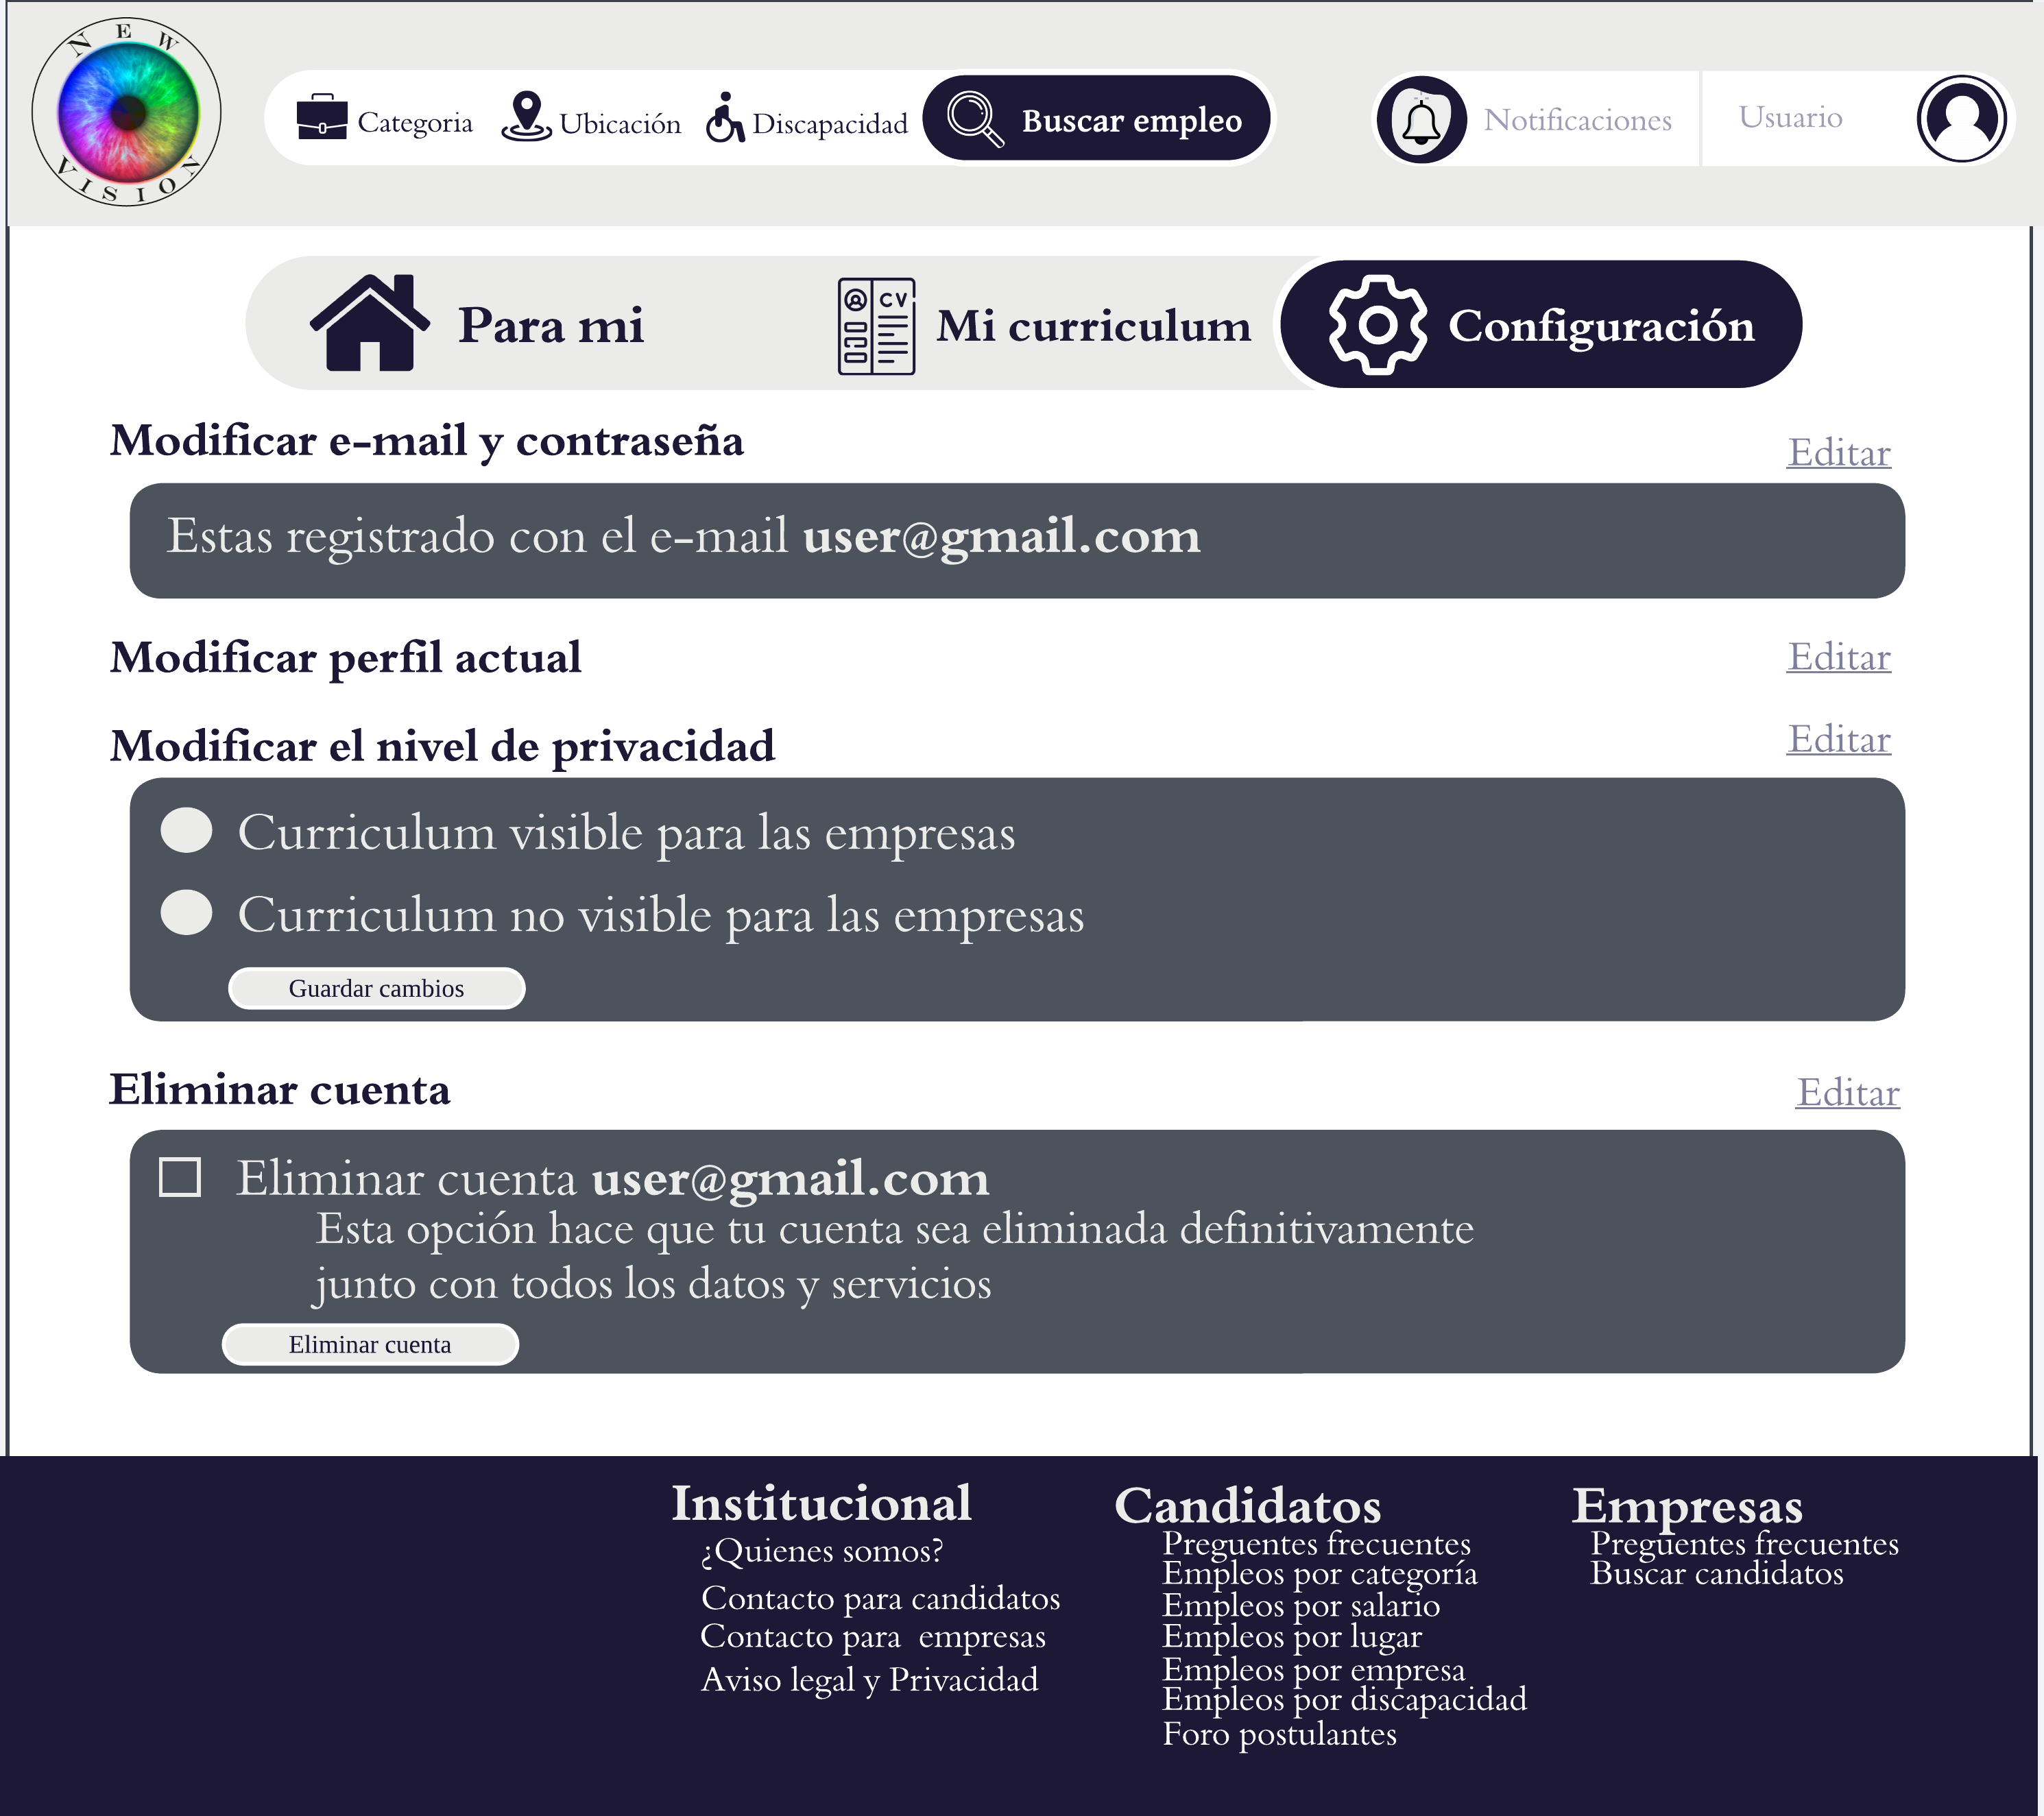 NEW
VISION
Categoria
Ubicación
Discapacidad
Buscar empleo
Notificaciones
Usuario
Para mi
CV
Mi curriculum
Configuración
Modificar e-mail y contraseña
Editar
Estas registrado con el e-mail user@gmail.com
Modificar perfil actual
Editar
Modificar el nivel de privacidad
Editar
Curriculum visible para las empresas
Curriculum no visible para las empresas
Guardar cambios
Eliminar cuenta
Editar
Eliminar cuenta user@gmail.com
Esta opción hace que tu cuenta sea eliminada definitivamente
junto con todos los datos y servicios
Eliminar cuenta
Institucional
¿Quienes somos?
Contacto para candidatos
Contacto para  empresas
Aviso legal y Privacidad
Candidatos
Preguentes frecuentes
Empleos por categoría
Empleos por salario
Empleos por lugar
Empleos por empresa
Empleos por discapacidad
Foro postulantes
Empresas
Preguentes frecuentes
Buscar candidatos